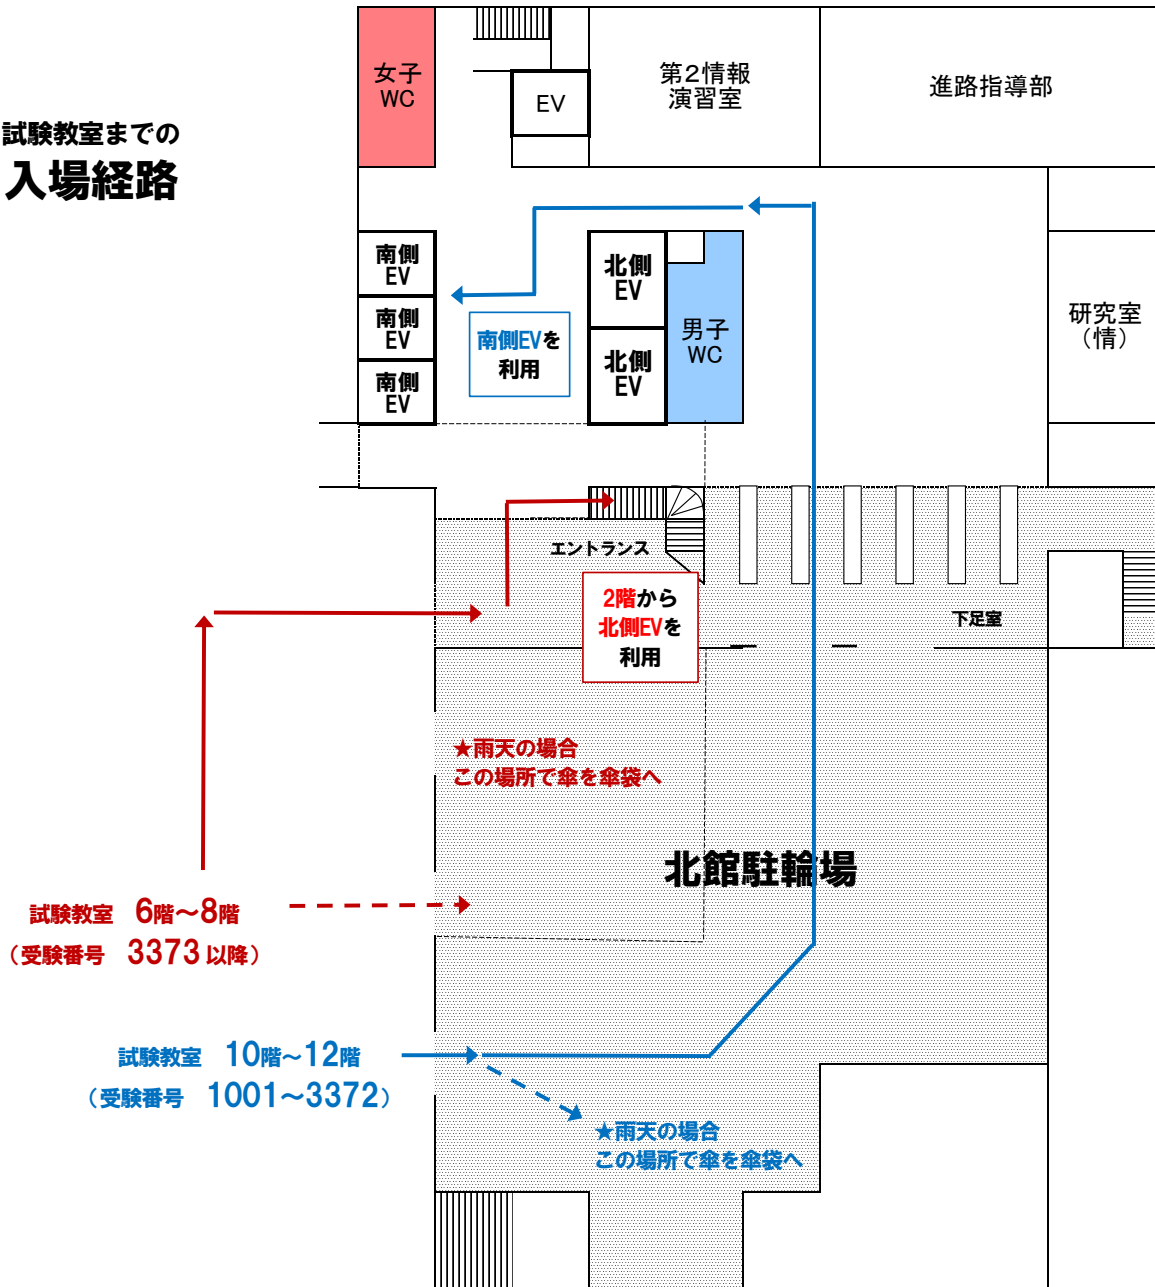 試験教室までの
入場経路
女子
WC
EV
第2情報
演習室
進路指導部
南側
EV
南側
EV
南側
EV
北側
EV
北側
EV
男子
WC
研究室
（情）
南側EVを
利用
エントランス
2階から
北側EVを
利用
下足室
★雨天の場合
この場所で傘を傘袋へ
北館駐輪場
試験教室　6階～8階
（受験番号　3373 以降）
試験教室　10階～12階
（受験番号　1001～3372）
★雨天の場合
この場所で傘を傘袋へ